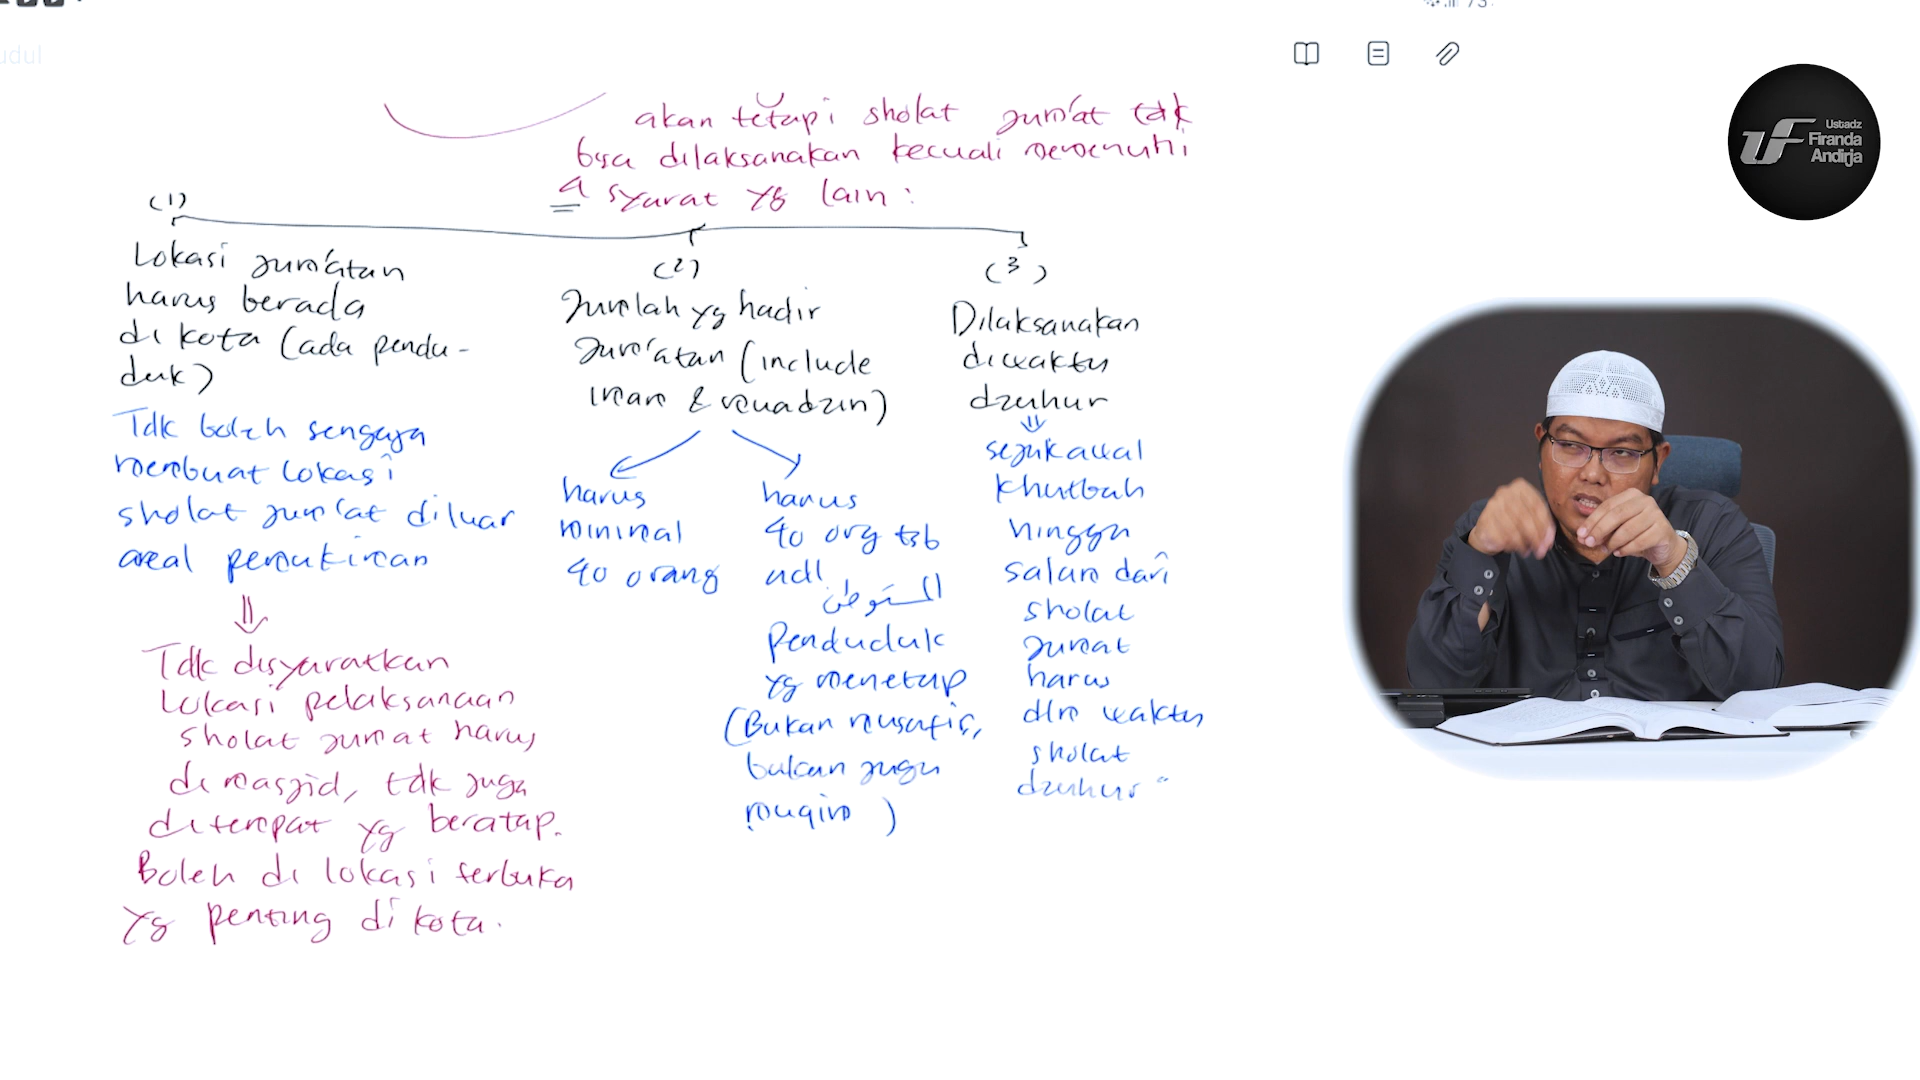 udul
Ustadz
Firanda
Andirja
akan tetapi sholat jum'at tdk
bisa dilaksanakan kecuali memenuhi
4 syarat yg lain :
(1)
Lokasi jum'atan
harus berada
di kota (ada pendu-
duk)
Tdk boleh sengaja
membuat lokasi
sholat jum'at diluar
areal pemukiman
⇓
Tdk disyaratkan
Lokasi pelaksanaan
sholat jumat harus
di masjid, tdk juga
ditempat yg beratap.
Boleh di lokasi terbuka
yg penting di kota.
(2)
Jumlah yg hadir
Jum'atan (include
imam & muadzin)
harus
minimal
40 orang
harus
40 org tsb
adl
المستوطن
Penduduk
yg menetap
(Bukan musafir,
bukan juga
muqim)
(3)
Dilaksanakan
diwaktu
dzuhur
⇓
sejak awal
khutbah
hingga
salam dari
sholat
jumat
harus
dlm waktu
sholat
dzuhur